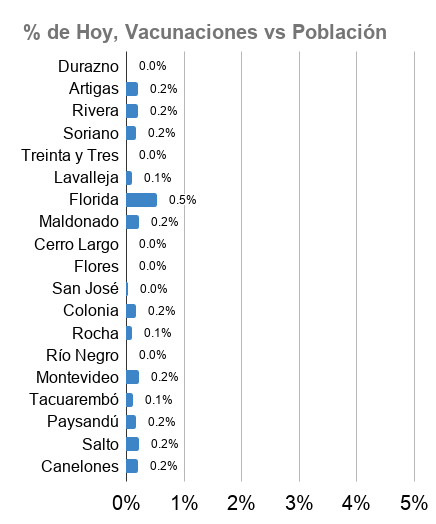 % de Hoy, Vacunaciones vs Población
Durazno 0.0%
Artigas 0.2%
Rivera 0.2%
Soriano 0.2%
Treinta y Tres 0.0%
Lavalleja 0.1%
Florida 0.5%
Maldonado 0.2%
Cerro Largo 0.0%
Flores 0.0%
San José 0.0%
Colonia 0.2%
Rocha 0.1%
Río Negro 0.0%
Montevideo 0.2%
Tacuarembó 0.1%
Paysandú 0.2%
Salto 0.2%
Canelones 0.2%
0% 1% 2% 3% 4% 5%